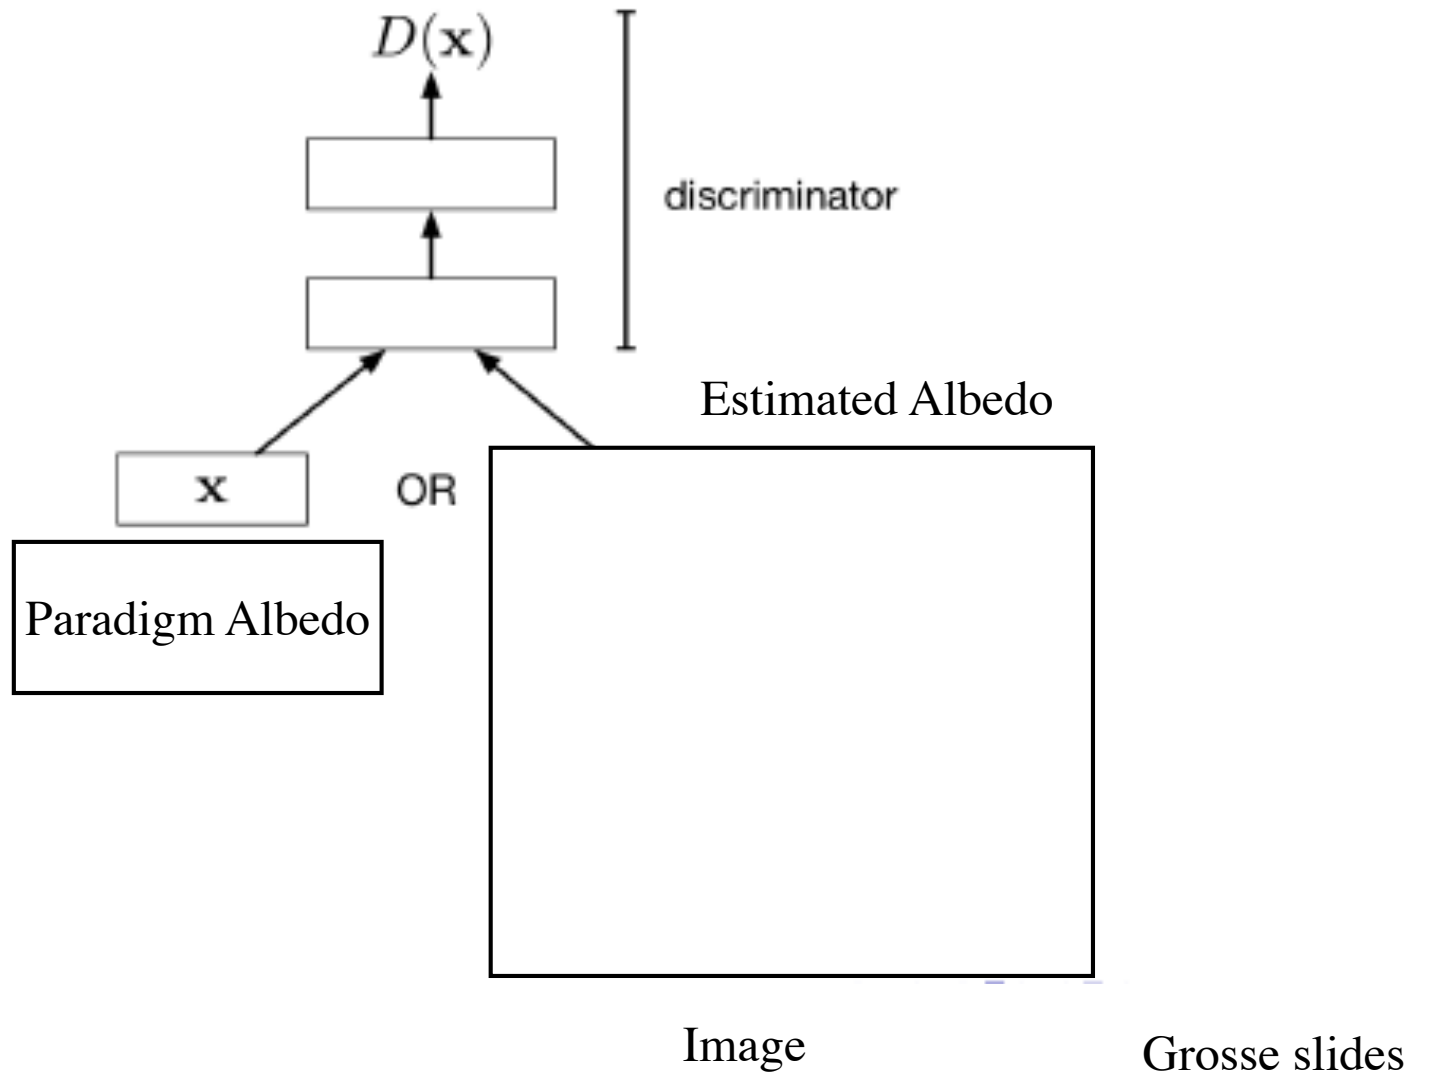 D(x)
discriminator
Estimated Albedo
x
OR
Paradigm Albedo
Image
Grosse slides